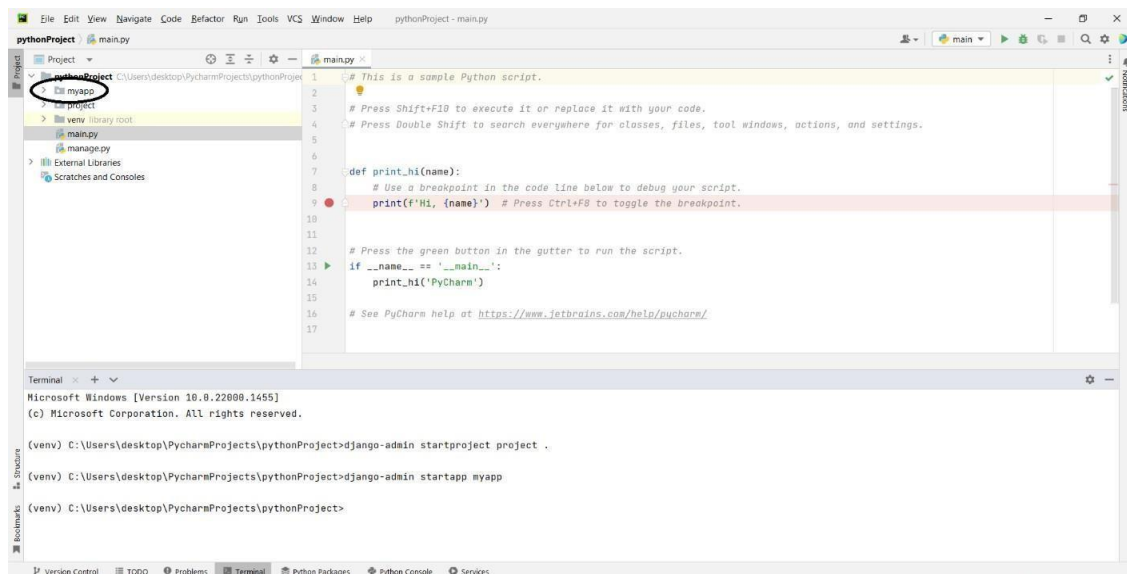 File Edit View Navigate Code Refactor Run Tools VCS Window Help pythonProject - main.py
pythonProject main.py
main
Project
main.py
Project
pythonProject C:\Users\desktop\PycharmProjects\pythonProjec
myapp
project
venv library root
main.py
manage.py
External Libraries
Scratches and Consoles
1 # This is a sample Python script.
2
3 # Press Shift+F10 to execute it or replace it with your code.
4 # Press Double Shift to search everywhere for classes, files, tool windows, actions, and settings.
5
6
7 def print_hi(name):
8 # Use a breakpoint in the code line below to debug your script.
9 print(f'Hi, {name}') # Press Ctrl+F8 to toggle the breakpoint.
10
11
12 # Press the green button in the gutter to run the script.
13 if __name__ == '__main__':
14 print_hi('PyCharm')
15
16 # See PyCharm help at https://www.jetbrains.com/help/pycharm/
17
Notifications
Terminal
Microsoft Windows [Version 10.0.22000.1455]
(c) Microsoft Corporation. All rights reserved.
(venv) C:\Users\desktop\PycharmProjects\pythonProject>django-admin startproject project .
(venv) C:\Users\desktop\PycharmProjects\pythonProject>django-admin startapp myapp
(venv) C:\Users\desktop\PycharmProjects\pythonProject>
Structure
Bookmarks
Version Control TODO Problems Terminal Python Packages Python Console Services